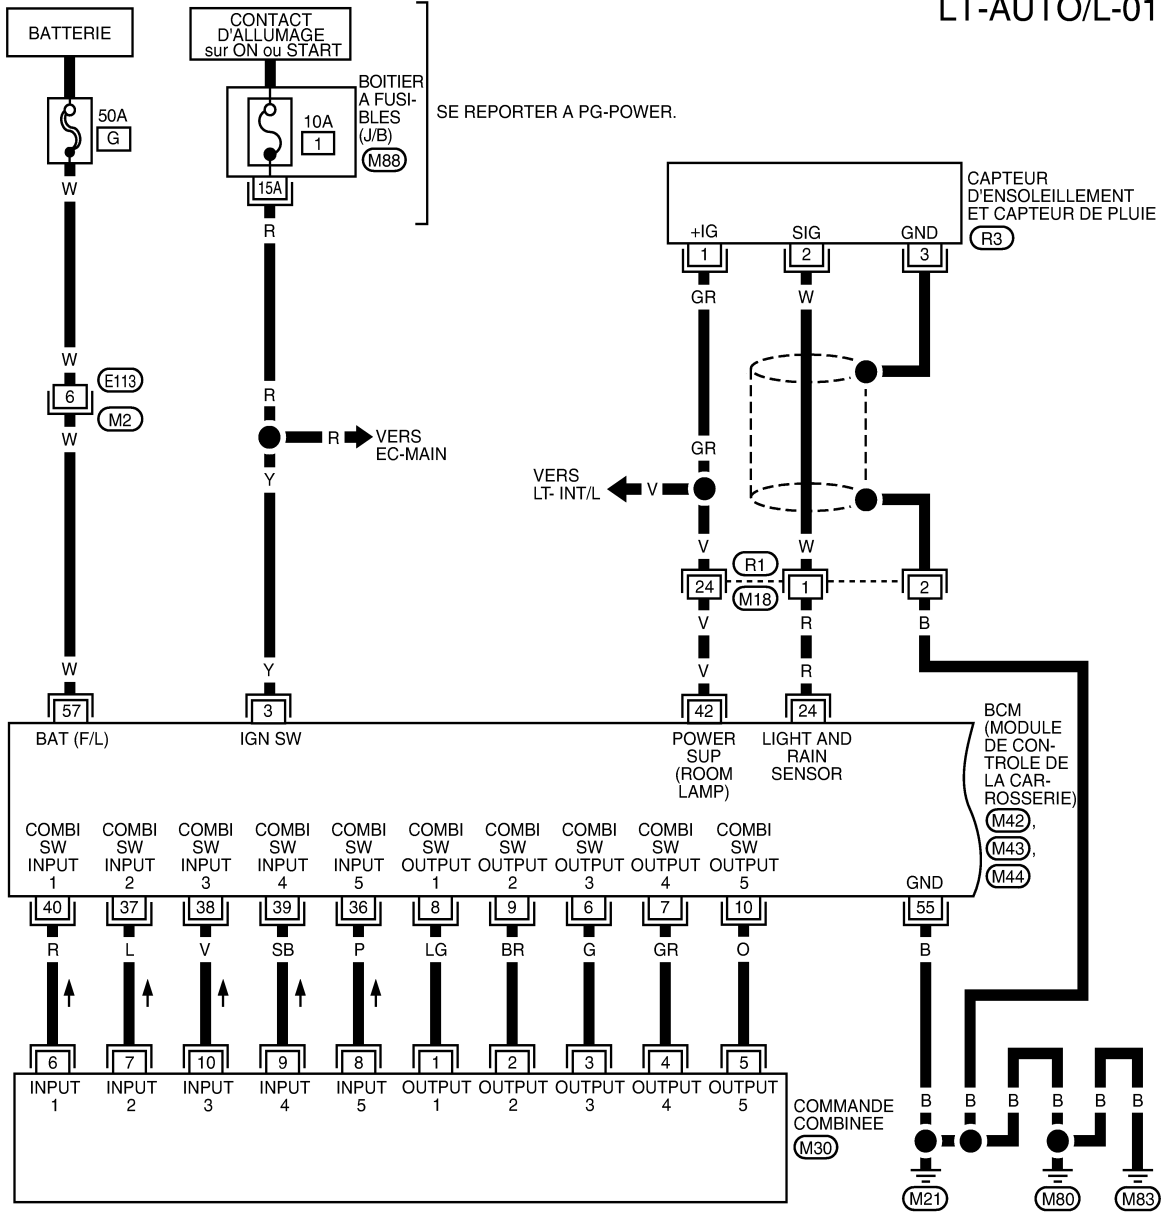 LT-AUTO/L-01
BATTERIE
CONTACT
D'ALLUMAGE
sur ON ou START
50A
G
10A
1
BOITIER
A FUSI-
BLES
(J/B)
M88
SE REPORTER A PG-POWER.
15A
W
R
CAPTEUR
D'ENSOLEILLEMENT
ET CAPTEUR DE PLUIE
R3
+IG
SIG
GND
1
2
3
GR
W
W
R
E113
6
M2
W
R
VERS
EC-MAIN
Y
GR
VERS
LT- INT/L
V
V
W
R1
24
1
2
M18
V
R
B
W
Y
V
R
57
3
42
24
BAT (F/L)
IGN SW
POWER
SUP
(ROOM
LAMP)
LIGHT AND
RAIN
SENSOR
BCM
(MODULE
DE CON-
TROLE DE
LA CAR-
ROSSERIE)
M42 ,
M43 ,
M44
COMBI COMBI COMBI COMBI COMBI COMBI COMBI COMBI COMBI COMBI
SW SW SW SW SW SW SW SW SW SW
INPUT INPUT INPUT INPUT INPUT OUTPUT OUTPUT OUTPUT OUTPUT OUTPUT
1 2 3 4 5 1 2 3 4 5
GND
40 37 38 39 36 8 9 6 7 10 55
R L V SB P LG BR G GR O B
6 7 10 9 8 1 2 3 4 5
INPUT INPUT INPUT INPUT INPUT OUTPUT OUTPUT OUTPUT OUTPUT OUTPUT
1 2 3 4 5 1 2 3 4 5
COMMANDE
COMBINEE
M30
B B B B B B
M21 M80 M83